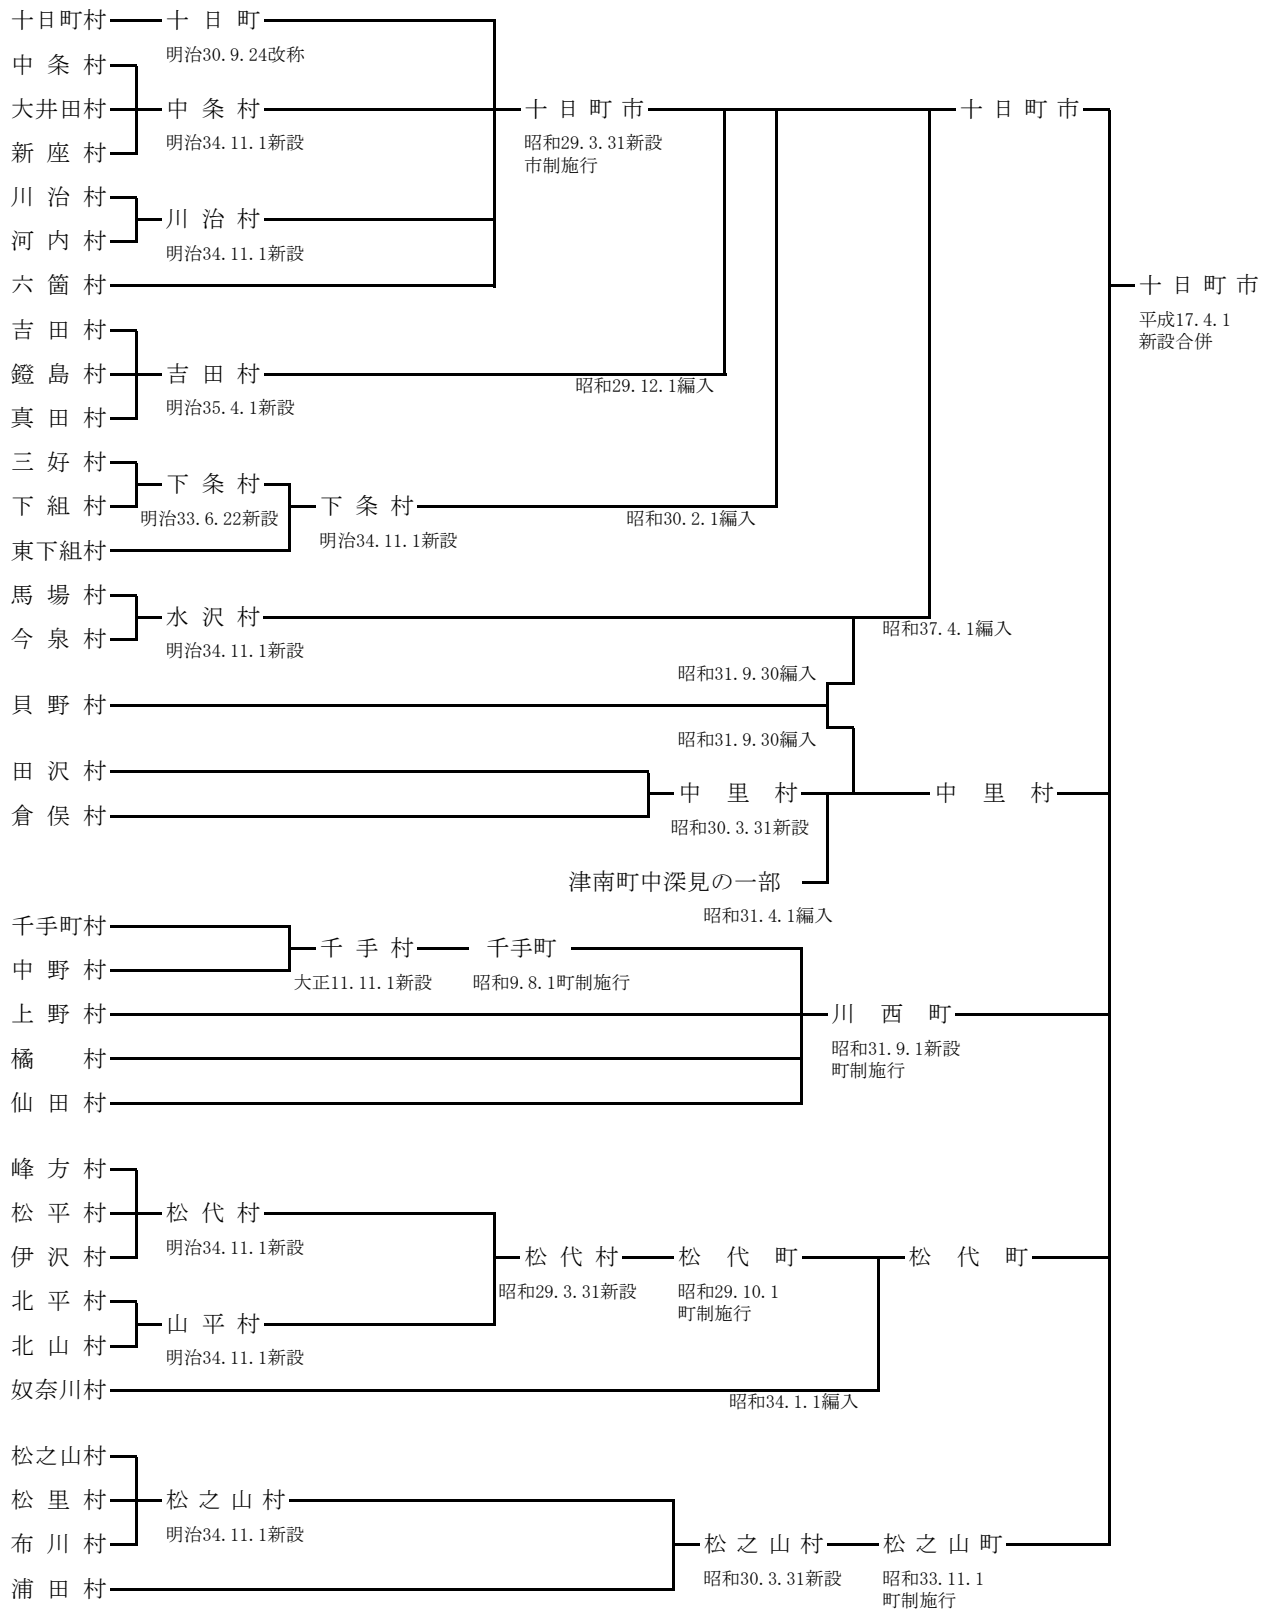 十日町村 十日町
明治30.9.24改称
中条村
大井田村 中条村 十日町市 十日町市
明治34.11.1新設 昭和29.3.31新設
新座村
市制施行
川治村
川治村
河内村
明治34.11.1新設
六箇村 十日町市
平成17.4.1
吉田村
新設合併
鐙島村 吉田村
昭和29.12.1編入
明治35.4.1新設
真田村
三好村
下条村
下組村 下条村
明治33.6.22新設 昭和30.2.1編入
明治34.11.1新設
東下組村
馬場村
水沢村
昭和37.4.1編入
今泉村
明治34.11.1新設
昭和31.9.30編入
貝野村
昭和31.9.30編入
田沢村
中里村 中里村
倉俣村
昭和30.3.31新設
津南町中深見の一部
昭和31.4.1編入
千手町村
千手村 千手町
中野村
大正11.11.1新設 昭和9.8.1町制施行
上野村 川西町
昭和31.9.1新設
橘村
町制施行
仙田村
峰方村
松平村 松代村
明治34.11.1新設
伊沢村 松代村 松代町 松代町
昭和29.3.31新設 昭和29.10.1
北平村
町制施行
山平村
北山村
明治34.11.1新設
奴奈川村
昭和34.1.1編入
松之山村
松里村 松之山村
明治34.11.1新設
布川村 松之山村 松之山町
昭和30.3.31新設 昭和33.11.1
浦田村
町制施行